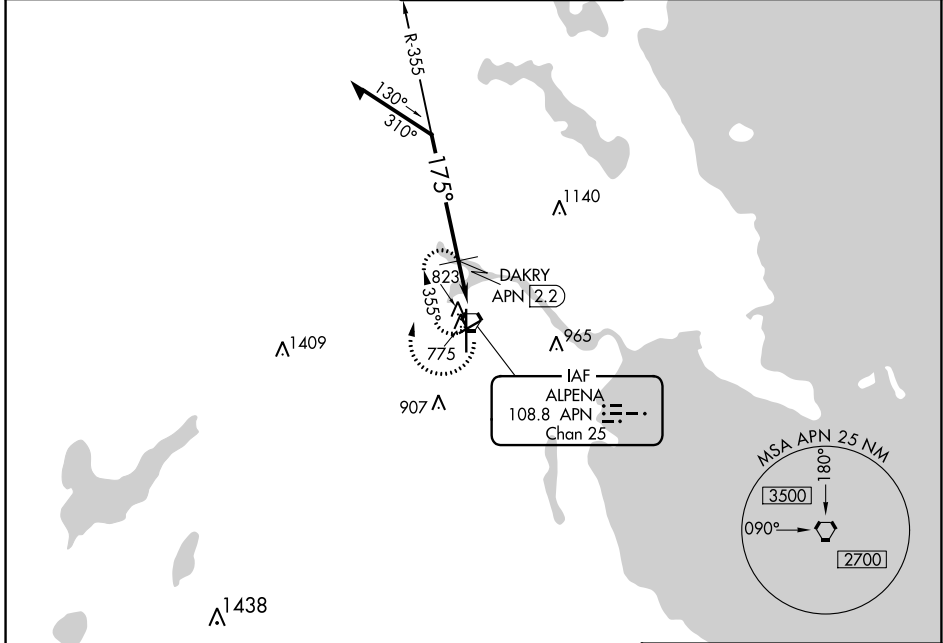 R-355
130°
310°
175°
1140
823
DAKRY
APN 2.2
355°
1409
775
965
907
IAF
ALPENA
108.8 APN
Chan 25
MSA APN 25 NM
180°
3500
090°
2700
1438